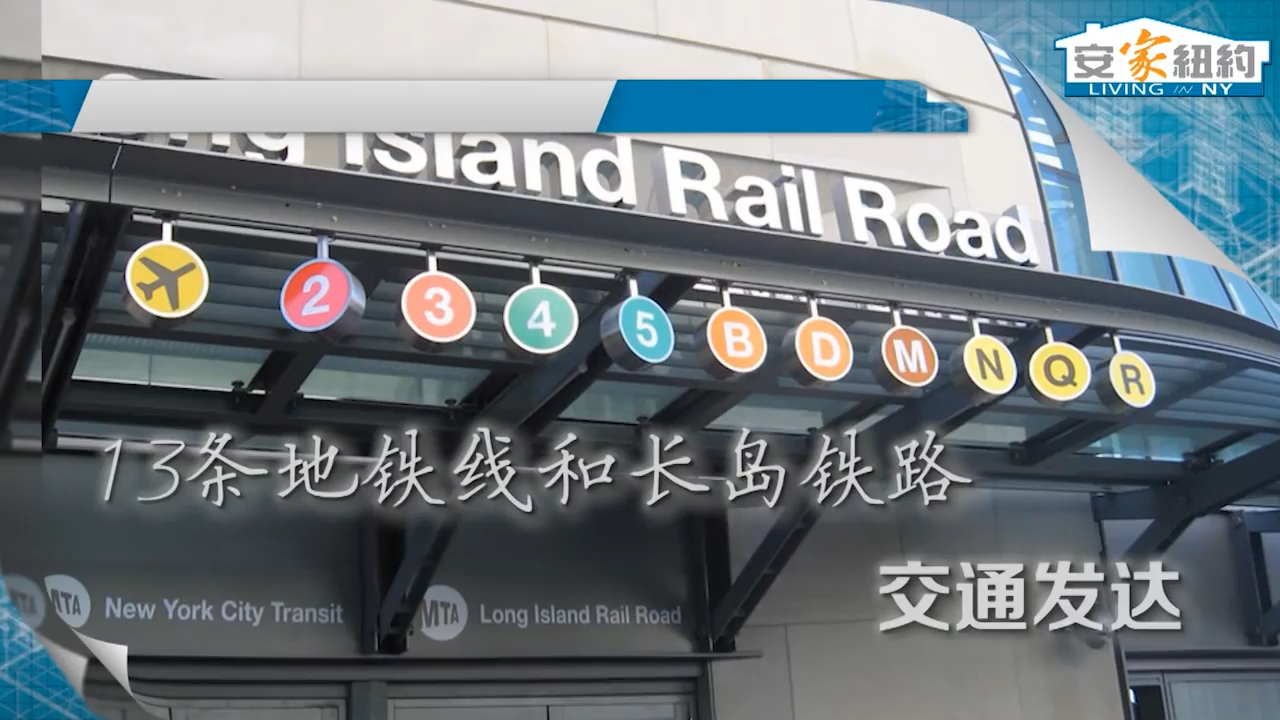 安家紐約
LIVING IN NY
Long Island Rail Road
2 3 4 5 B D M N Q R
13条地铁线和长岛铁路
交通发达
MTA New York City Transit
MTA Long Island Rail Road